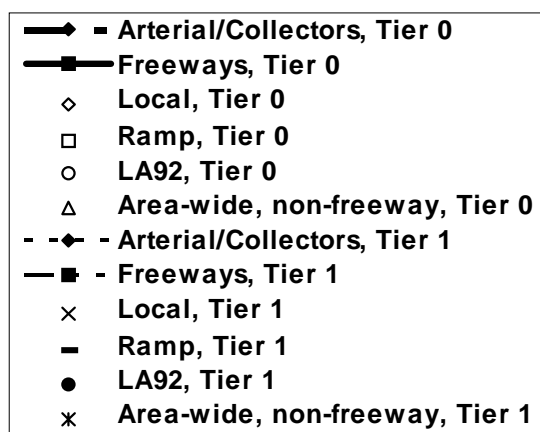 Arterial/Collectors, Tier 0
Freeways, Tier 0
Local, Tier 0
Ramp, Tier 0
LA92, Tier 0
Area-wide, non-freeway, Tier 0
Arterial/Collectors, Tier 1
Freeways, Tier 1
Local, Tier 1
Ramp, Tier 1
LA92, Tier 1
Area-wide, non-freeway, Tier 1